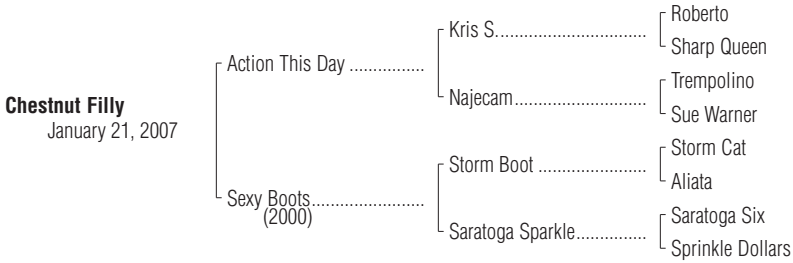 Roberto
Kris S..................................
Sharp Queen
Action This Day ................
Chestnut Filly
Trempolino
Najecam..............................
January 21, 2007
Sue Warner
Storm Cat
Storm Boot ........................
Sexy Boots........................
Aliata
(2000)
Saratoga Six
Saratoga Sparkle...............
Sprinkle Dollars